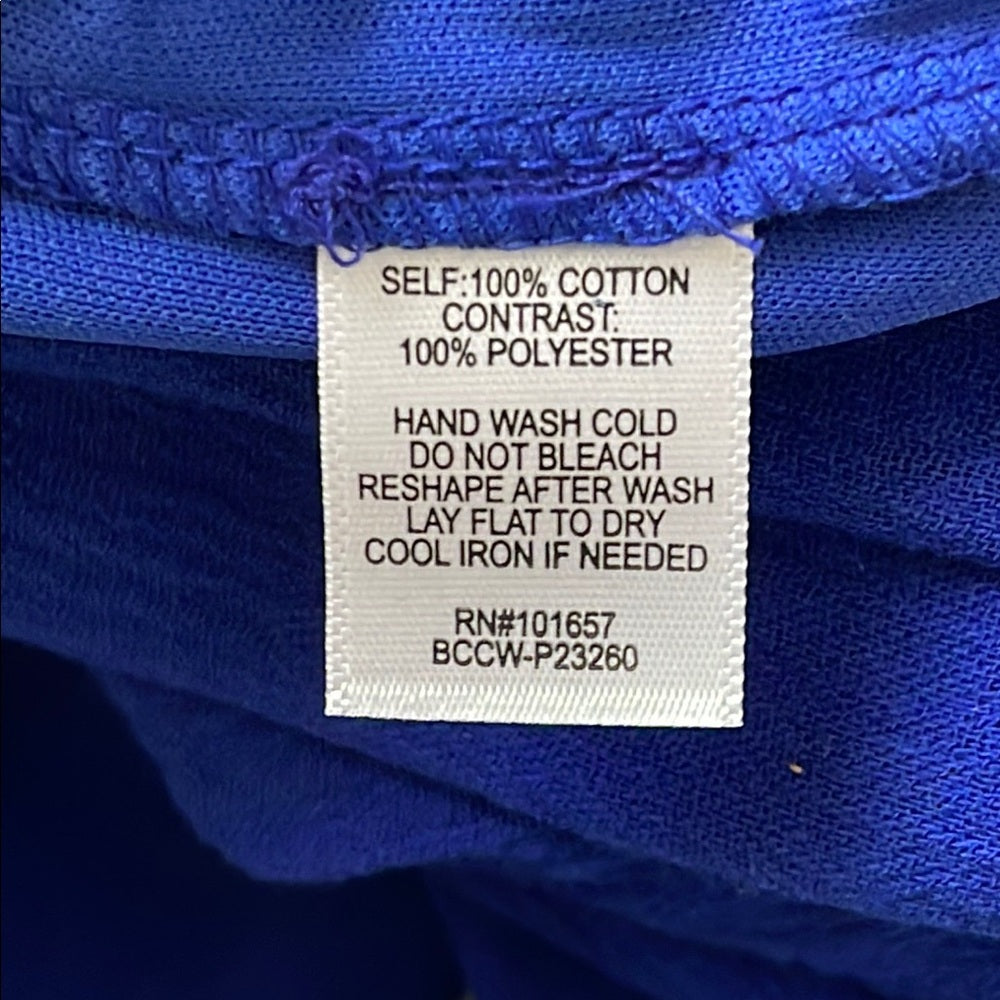 SELF:100% COTTON
CONTRAST:
100% POLYESTER
HAND WASH COLD
DO NOT BLEACH
RESHAPE AFTER WASH
LAY FLAT TO DRY
COOL IRON IF NEEDED
RN#101657
BCCW-P23260